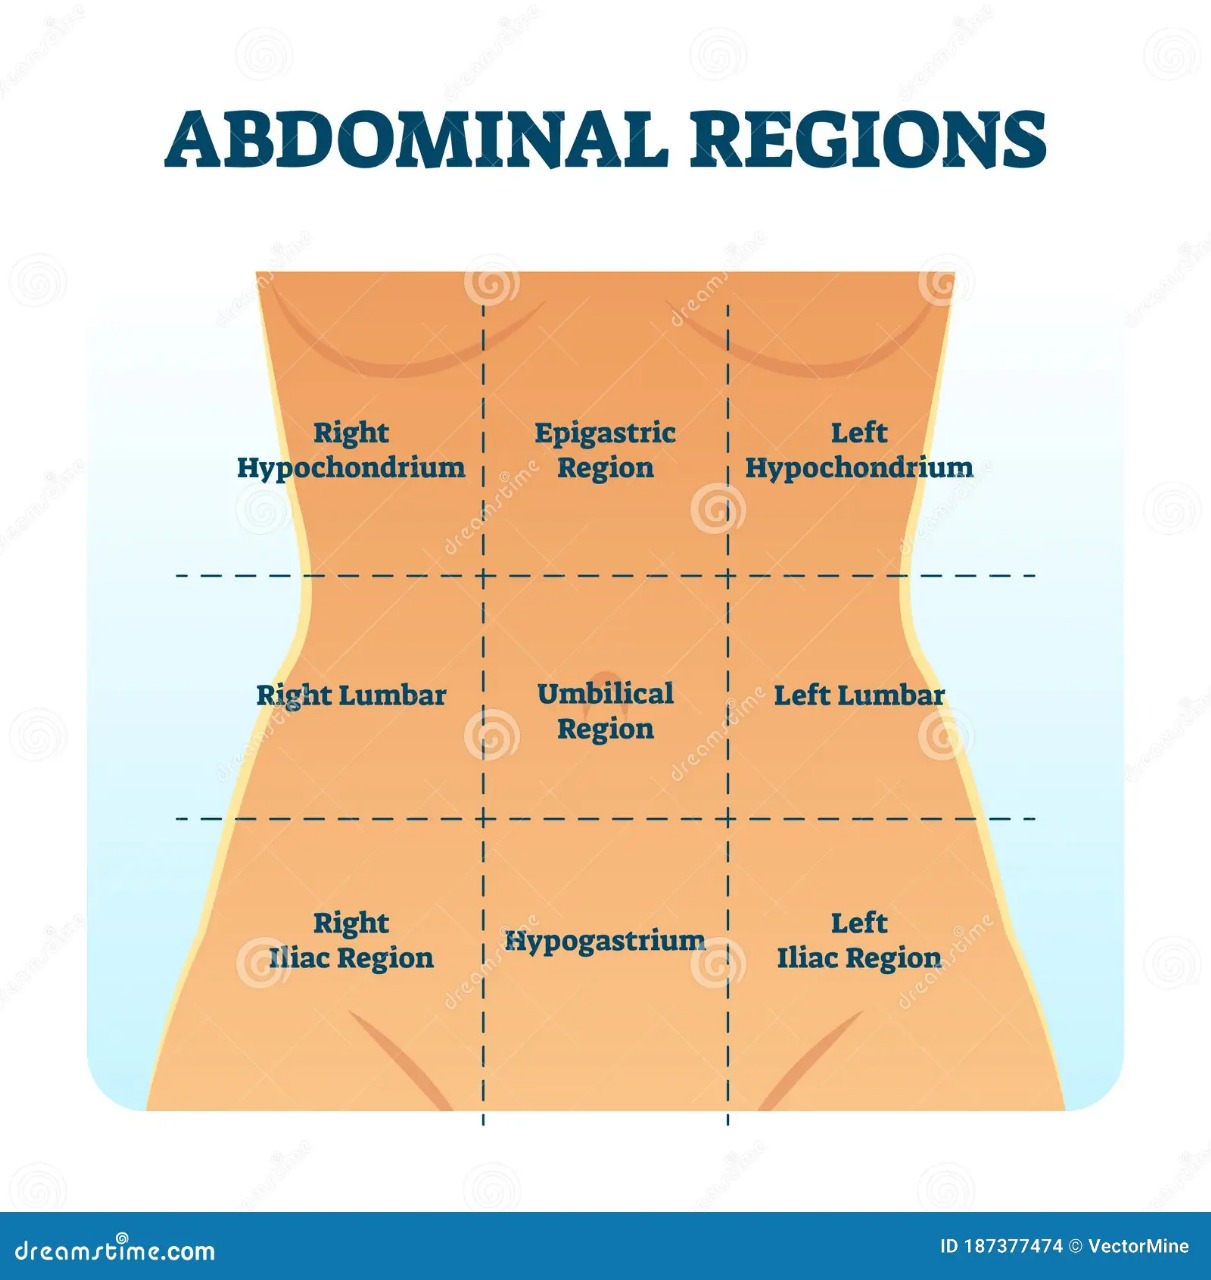 ABDOMINAL REGIONS
Right
Hypochondrium
Epigastric
Region
Left
Hypochondrium
Right Lumbar
Umbilical
Region
Left Lumbar
Right
Iliac Region
Hypogastrium
Left
Iliac Region
dreamstime.com
ID 187377474 © VectorMine